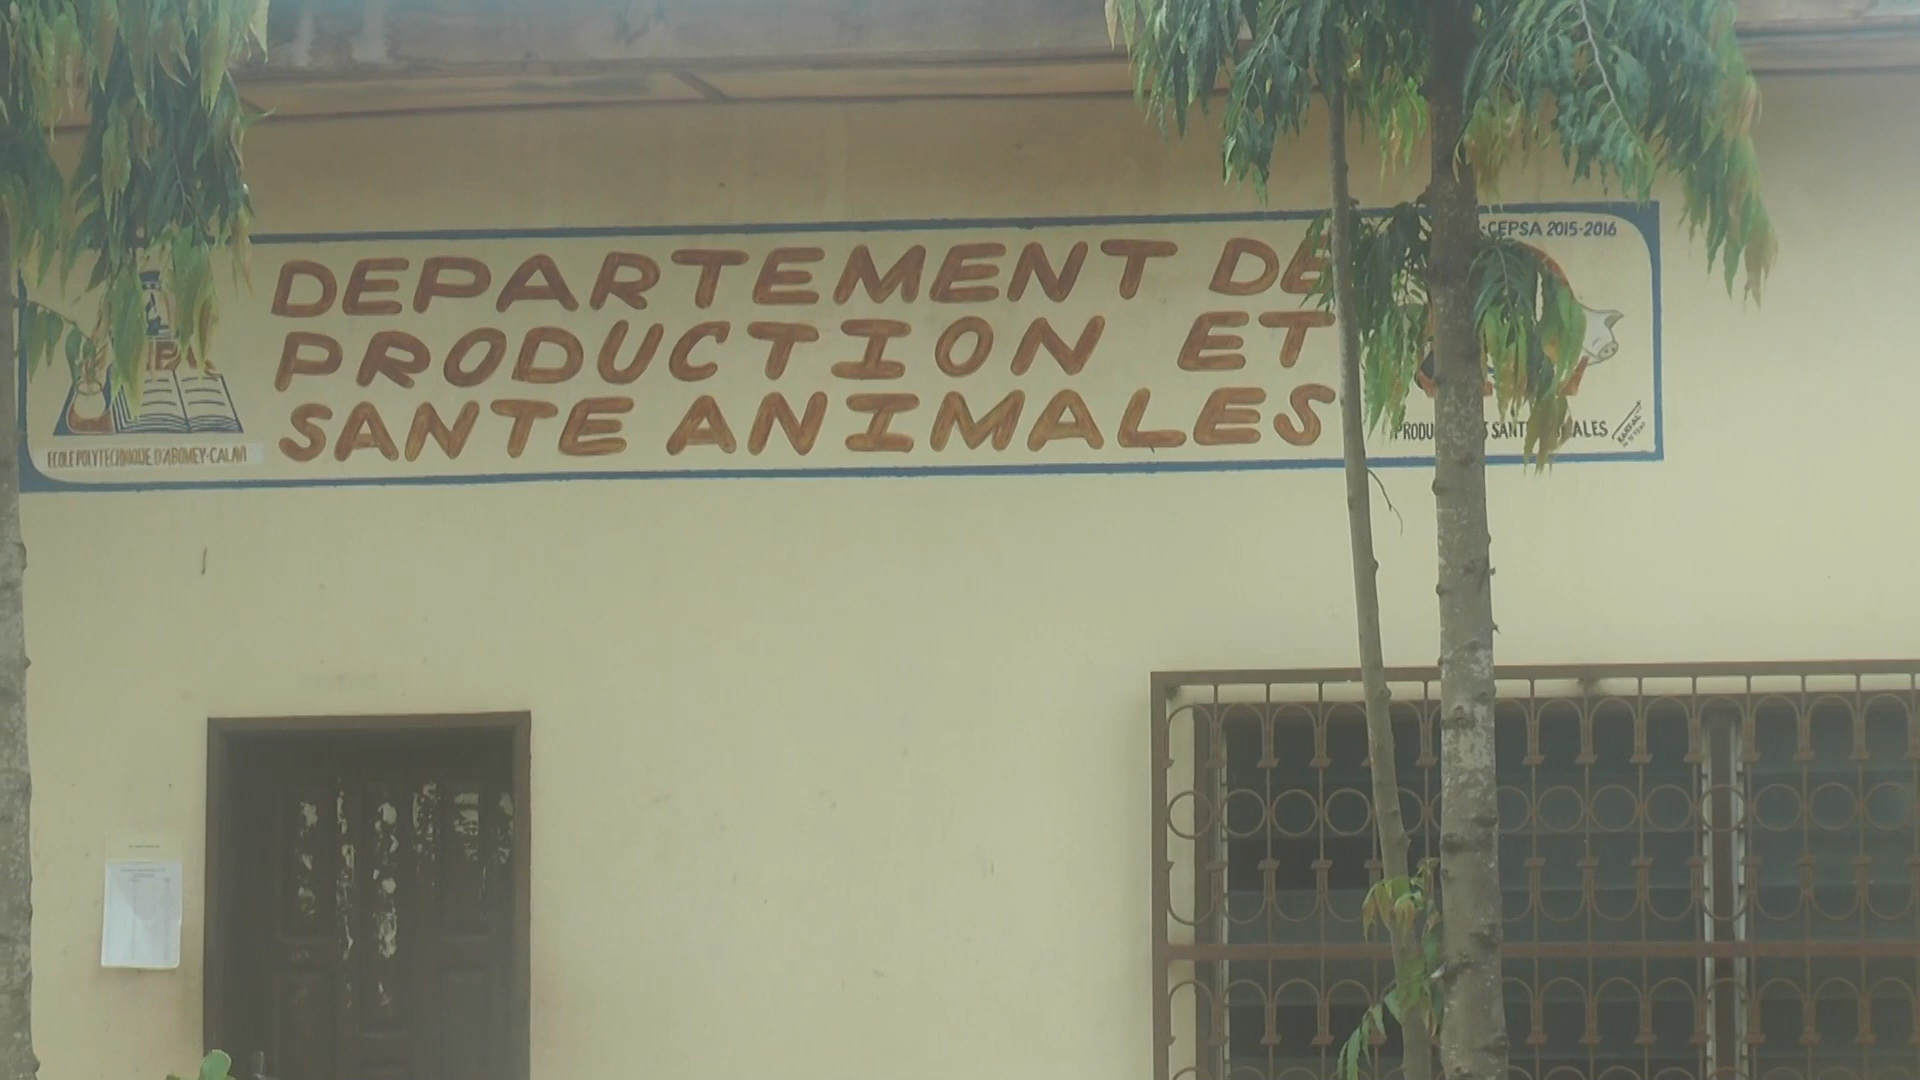 DEPARTEMENT DE
PRODUCTION ET
SANTE ANIMALES
ECOLE POLYTECHNIQUE D'ABOMEY-CALAVI
CEPSA 2015-2016